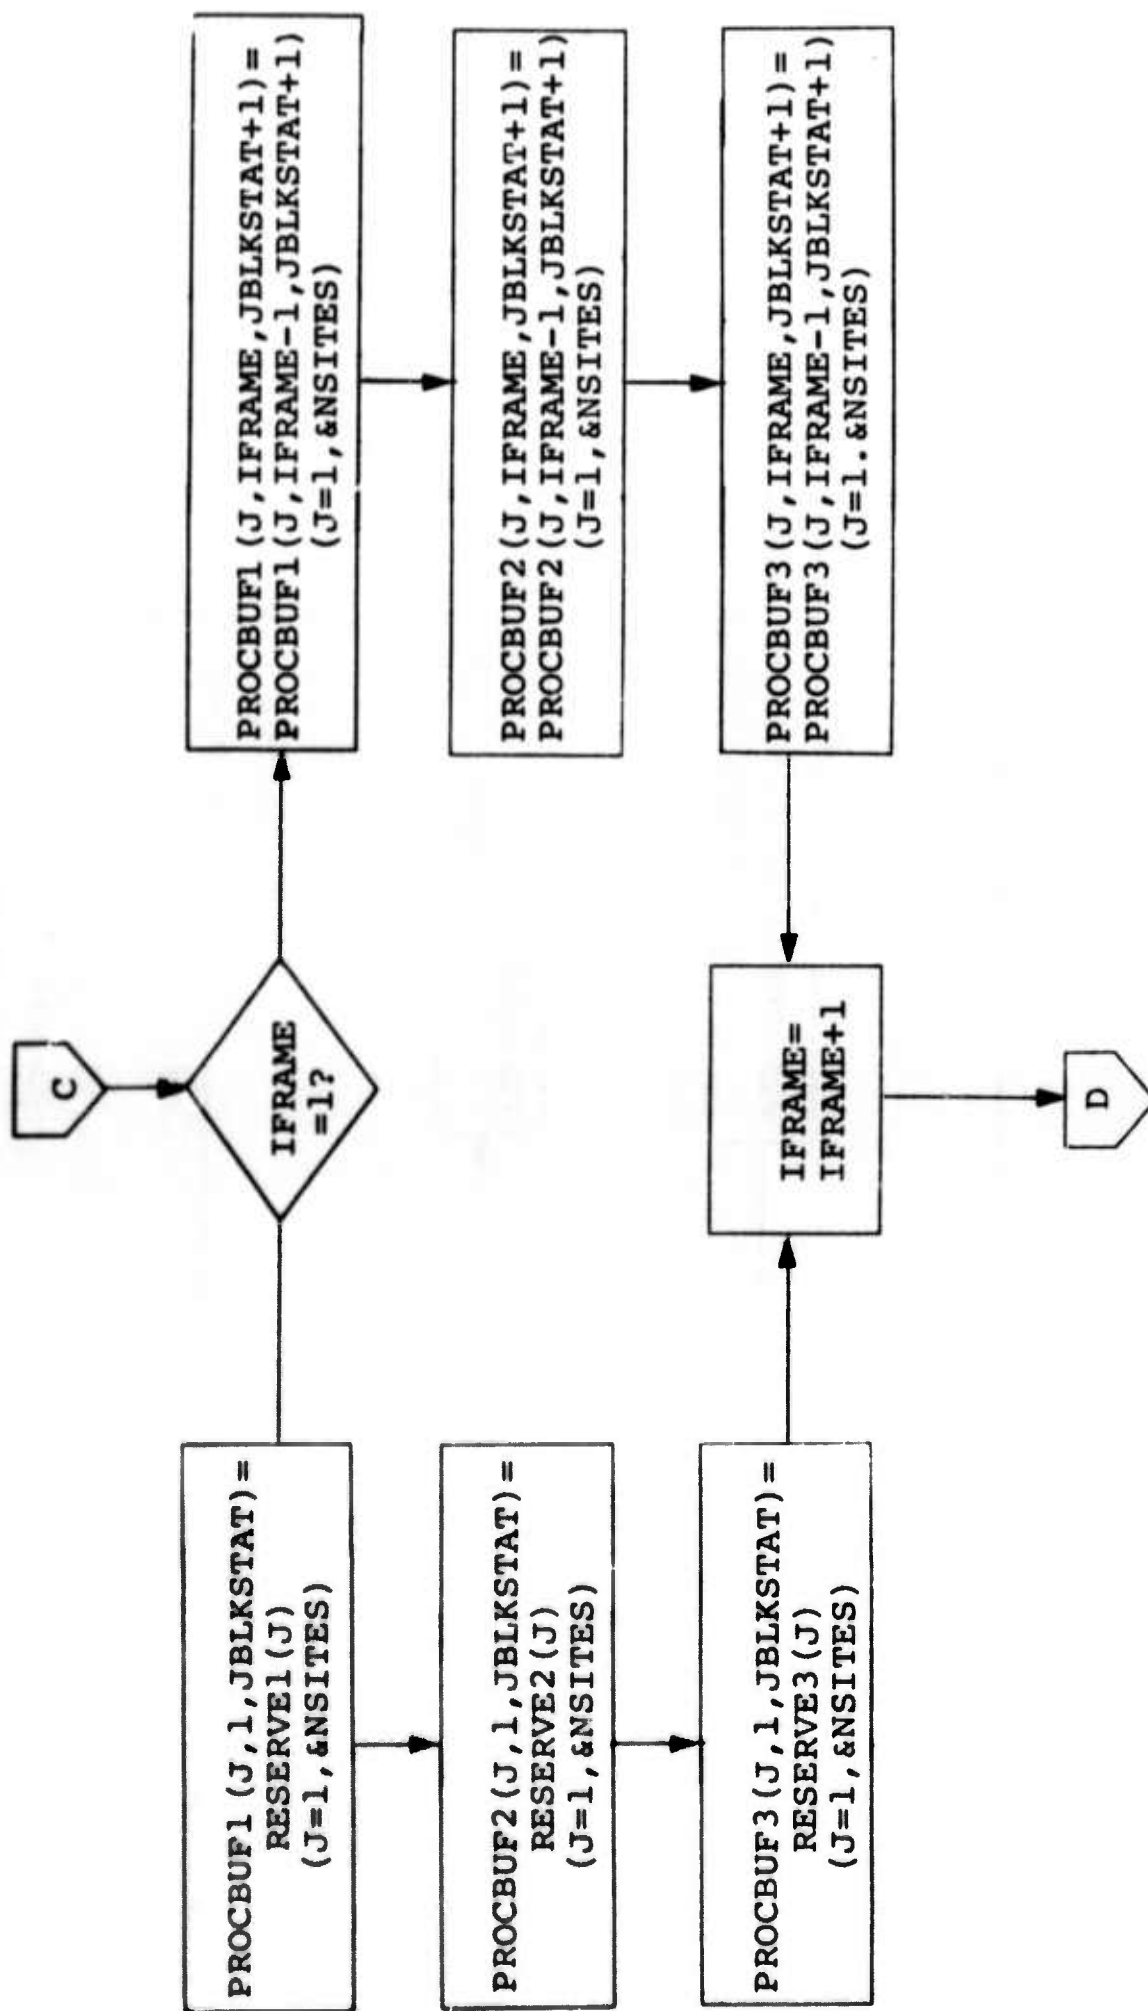 C
IFRAME
=1?
PROCBUF1(J,1,JBLKSTAT)=
RESERVE1(J)
(J=1,&NSITES)
PROCBUF2(J,1,JBLKSTAT)=
RESERVE2(J)
(J=1,&NSITES)
PROCBUF3(J,1,JBLKSTAT)=
RESERVE3(J)
(J=1,&NSITES)
PROCBUF1(J,IFRAME,JBLKSTAT+1)=
PROCBUF1(J,IFRAME-1,JBLKSTAT+1)
(J=1,&NSITES)
PROCBUF2(J,IFRAME,JBLKSTAT+1)=
PROCBUF2(J,IFRAME-1,JBLKSTAT+1)
(J=1,&NSITES)
PROCBUF3(J,IFRAME,JBLKSTAT+1)=
PROCBUF3(J,IFRAME-1,JBLKSTAT+1)
(J=1.&NSITES)
IFRAME=
IFRAME+1
D